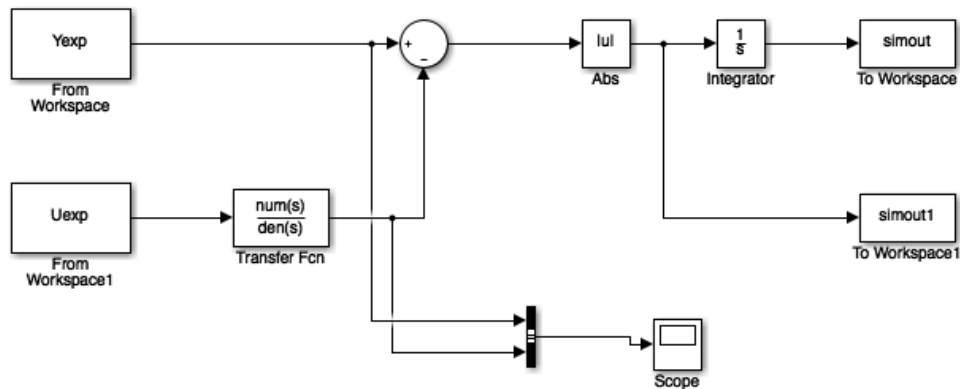 Yexp
From
Workspace
+
−
|u|
Abs
1
s
Integrator
simout
To Workspace
Uexp
From
Workspace1
num(s)
den(s)
Transfer Fcn
simout1
To Workspace1
Scope